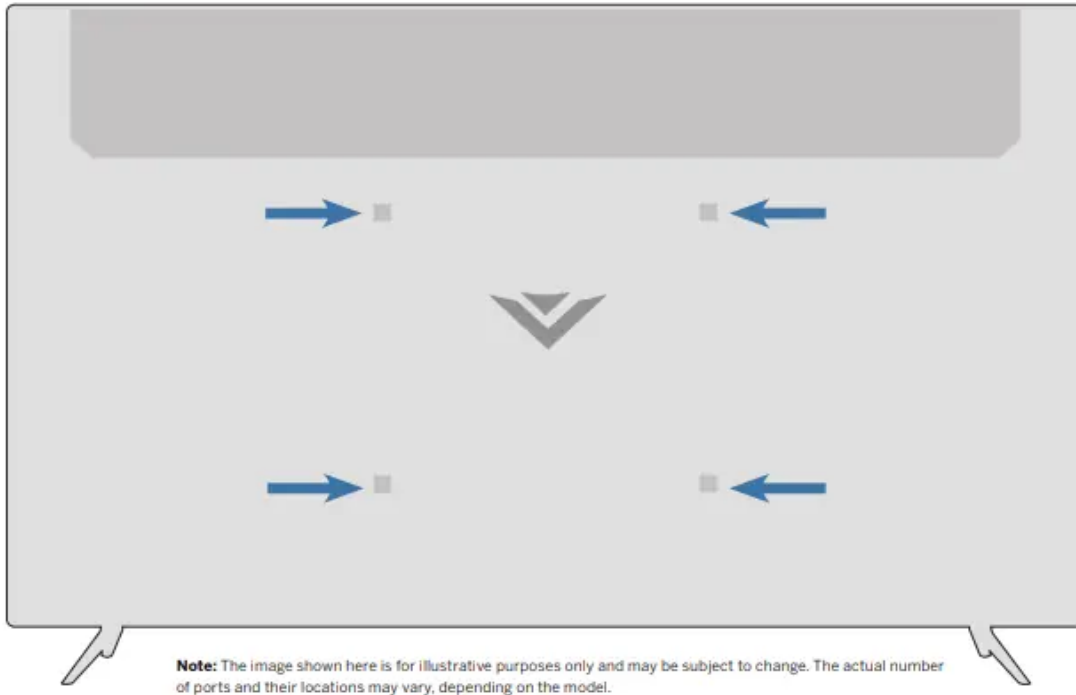 Note: The image shown here is for illustrative purposes only and may be subject to change. The actual number
of ports and their locations may vary, depending on the model.